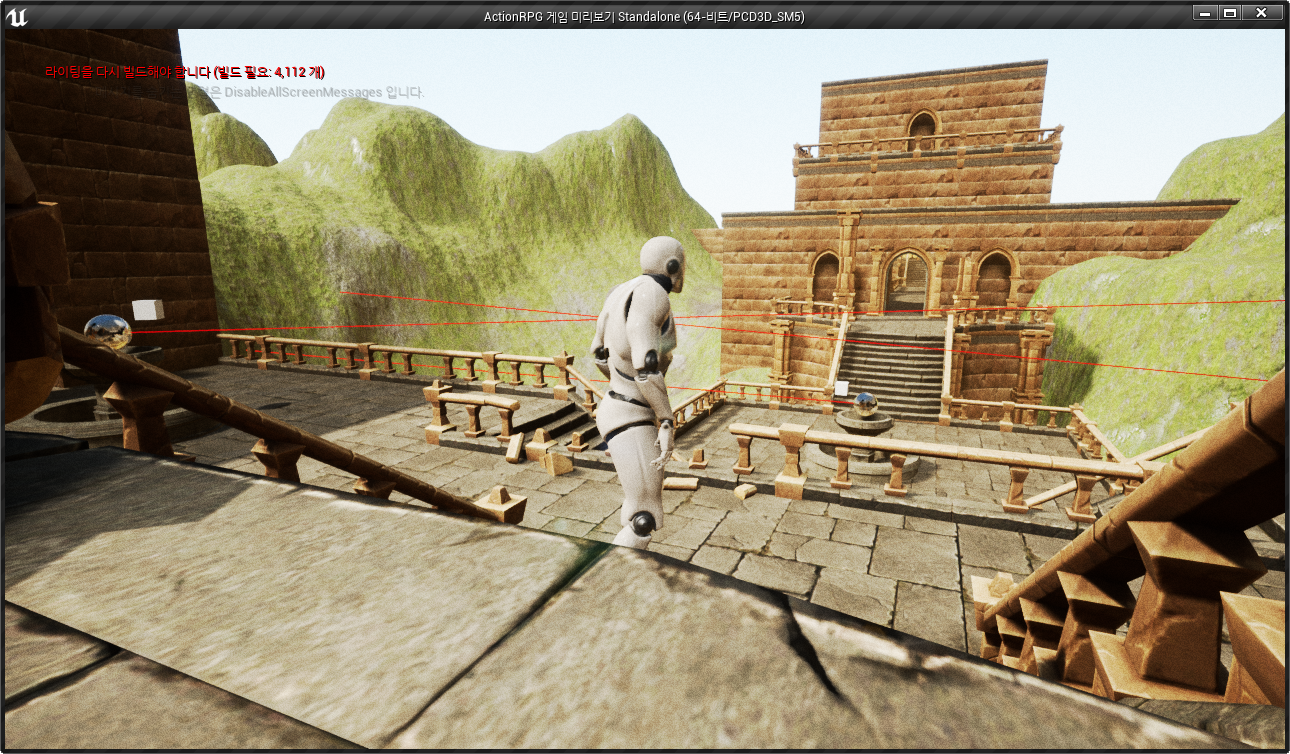 ActionRPG 게임 미리보기 Standalone (64-비트/PCD3D_SM5)
라이팅을 다시 빌드해야 합니다 (빌드 필요: 4,112 개)
DisableAllScreenMessages 입니다.